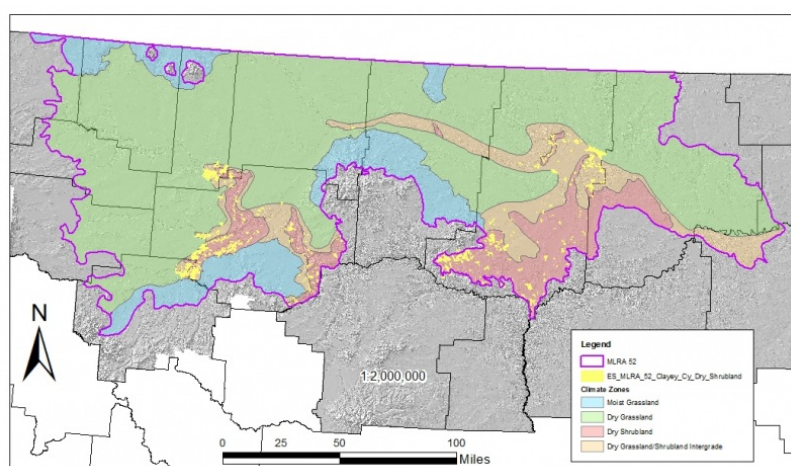 N
1:2,000,000
0 50 100
Miles
Legend
MLRA 52
ES_MLRA_52_Clayey_Cy_Dry_Shrubland
Climate Zones
Moist Grassland
Dry Grassland
Dry Shrubland
Dry Grassland/Shrubland Intergrade